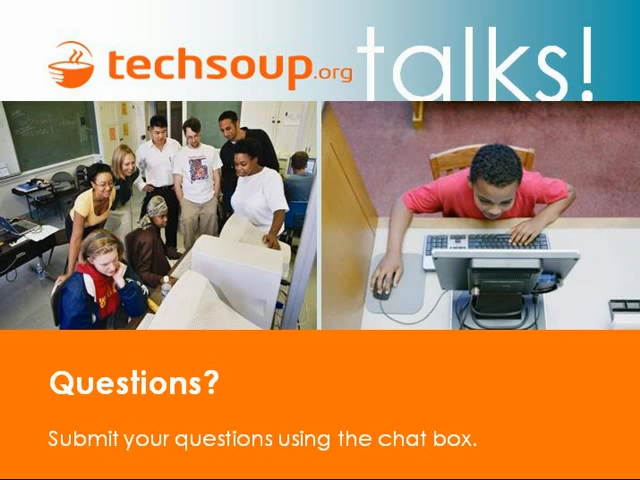 techsoup.org talks!
Questions?
Submit your questions using the chat box.